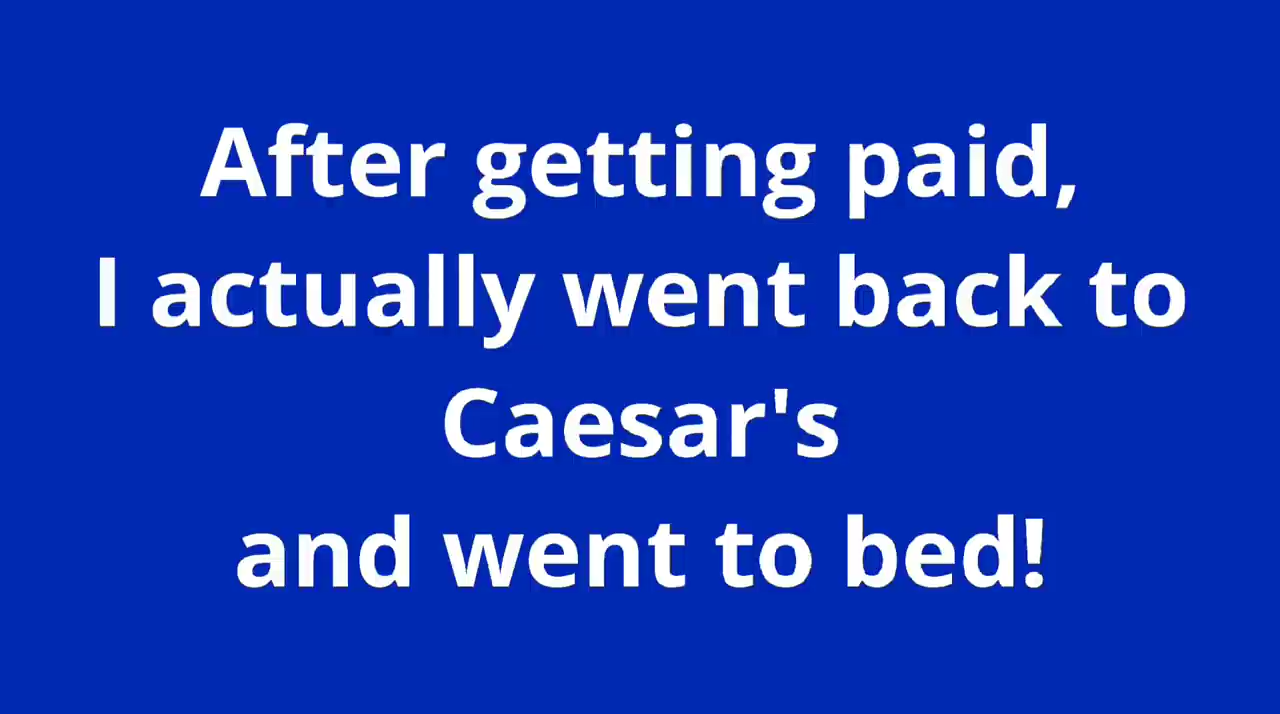 After getting paid,
I actually went back to
Caesar's
and went to bed!